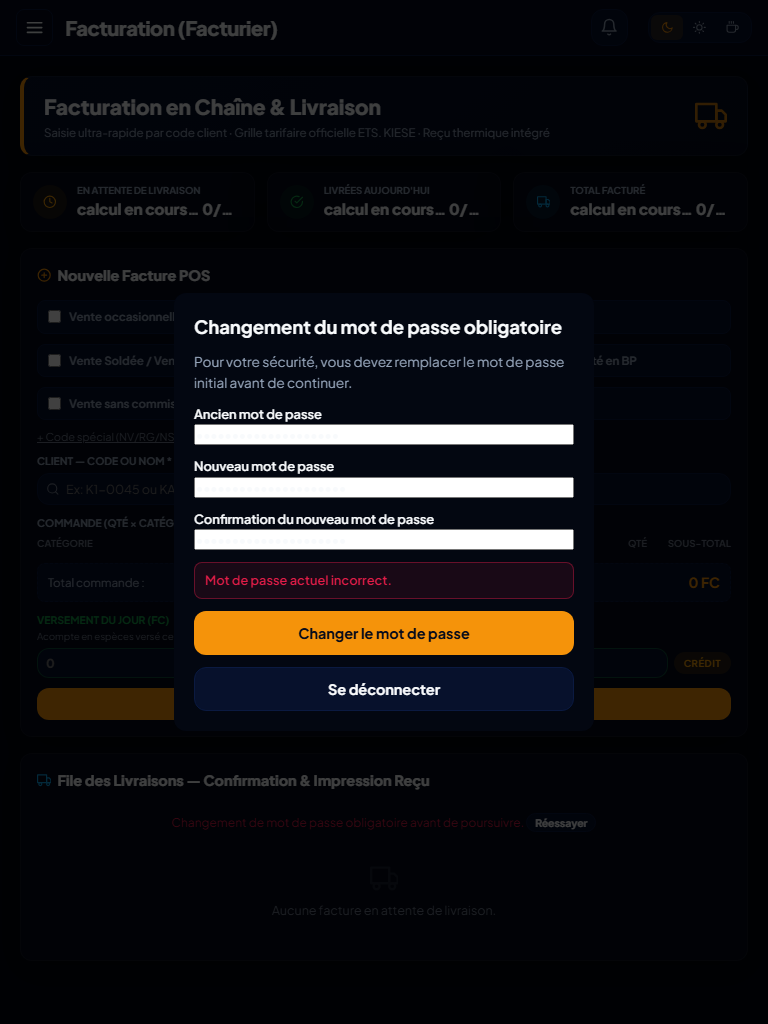 Facturation (Facturier)
Facturation en Chaîne & Livraison
Saisie ultra-rapide par code client · Grille tarifaire officielle ETS. KIESE · Reçu thermique intégré
EN ATTENTE DE LIVRAISON
calcul en cours… 0/…
LIVRÉES AUJOURD'HUI
calcul en cours… 0/…
TOTAL FACTURÉ
calcul en cours… 0/…
Nouvelle Facture POS
Vente occasionnell
Vente Soldée / Ven
té en BP
Vente sans commis
+ Code spécial (NV/RG/NS
CLIENT — CODE OU NOM *
Ex: K1-0045 ou KA
COMMANDE (QTÉ × CATÉG
CATÉGORIE
QTÉ
SOUS-TOTAL
Total commande :
0 FC
VERSEMENT DU JOUR (FC)
Acompte en espèces versé ce
0
CRÉDIT
Changement du mot de passe obligatoire
Pour votre sécurité, vous devez remplacer le mot de passe
initial avant de continuer.
Ancien mot de passe
Nouveau mot de passe
Confirmation du nouveau mot de passe
Mot de passe actuel incorrect.
Changer le mot de passe
Se déconnecter
File des Livraisons — Confirmation & Impression Reçu
Changement de mot de passe obligatoire avant de poursuivre. Réessayer
Aucune facture en attente de livraison.